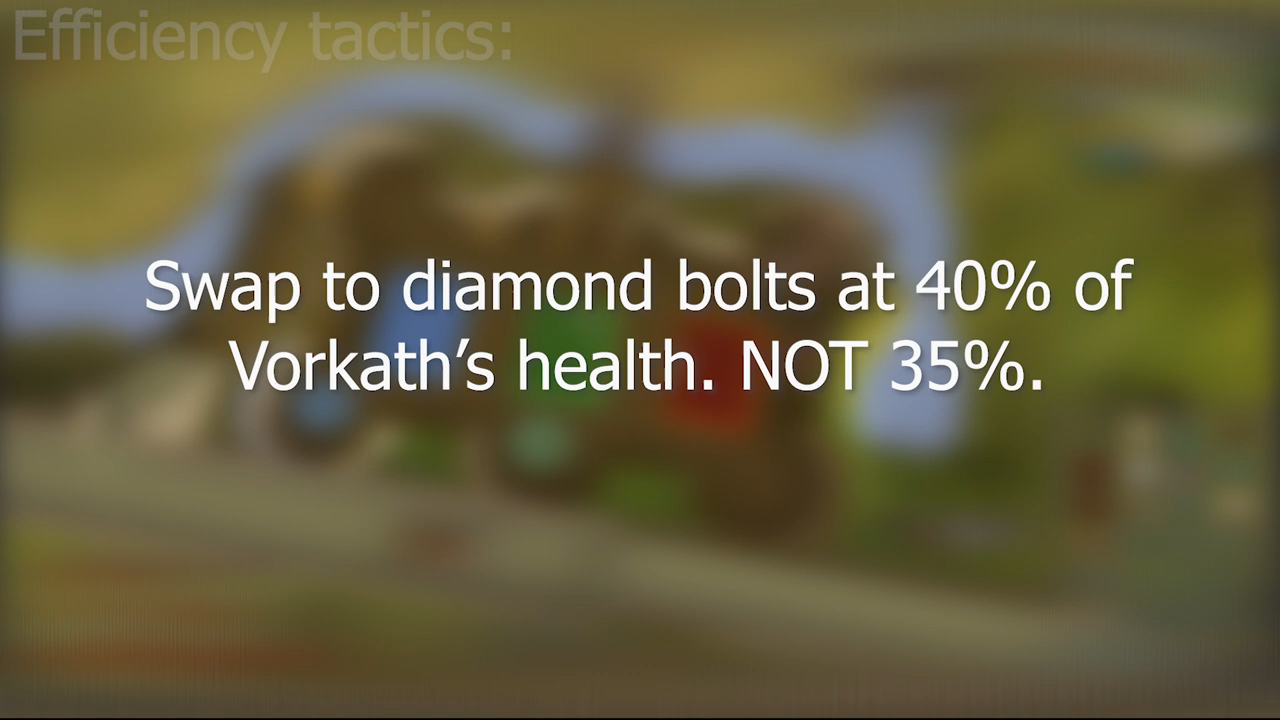 Efficiency tactics:
Swap to diamond bolts at 40% of
Vorkath’s health. NOT 35%.